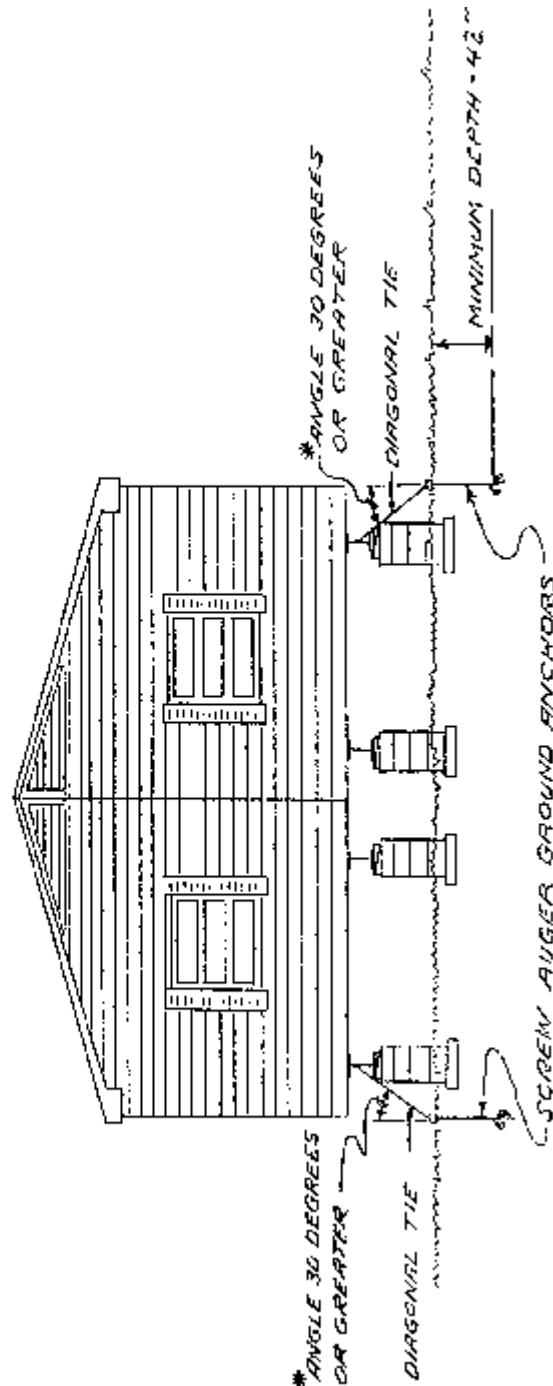 *ANGLE 30 DEGREES
OR GREATER
DIAGONAL TIE
*ANGLE 30 DEGREES
OR GREATER
DIAGONAL TIE
MINIMUM DEPTH - 42"
SCREW AUGER GROUND ANCHORS